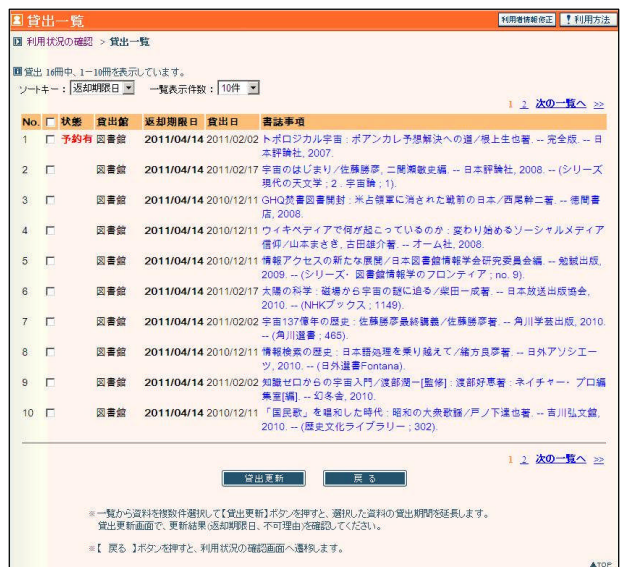 貸出一覧
利用者情報修正 ！利用方法
利用状況の確認 > 貸出一覧
貸出 16冊中、1－10冊を表示しています。
ソートキー：返却期限日 一覧表示件数：10件
1 2 次の一覧へ >>
No. 状態 貸出館 返却期限日 貸出日 書誌事項
1 予約有 図書館 2011/04/14 2011/02/02 トポロジカル宇宙 : ポアンカレ予想解決への道/根上生也著. -- 完全版. -- 日
本評論社, 2007.
2 図書館 2011/04/14 2011/02/17 宇宙のはじまり/佐藤勝彦, 二間瀬敏史編. -- 日本評論社, 2008. -- (シリーズ
現代の天文学 ; 2 . 宇宙論 ; 1).
3 図書館 2011/04/14 2010/12/11 GHQ焚書図書開封 : 米占領軍に消された戦前の日本/西尾幹二著. -- 徳間書
店, 2008.
4 図書館 2011/04/14 2010/12/11 ウィキペディアで何が起こっているのか : 変わり始めるソーシャルメディア
信仰/山本まさき, 古田雄介著. -- オーム社, 2008.
5 図書館 2011/04/14 2010/12/11 情報アクセスの新たな展開/日本図書館情報学会研究委員会編. -- 勉誠出版,
2009. -- (シリーズ・図書館情報学のフロンティア ; no. 9).
6 図書館 2011/04/14 2011/02/17 太陽の科学 : 磁場から宇宙の謎に迫る/柴田一成著. -- 日本放送出版協会,
2010. -- (NHKブックス ; 1149).
7 図書館 2011/04/14 2011/02/02 宇宙137億年の歴史 : 佐藤勝彦最終講義/佐藤勝彦著. -- 角川学芸出版, 2010.
-- (角川選書 ; 465).
8 図書館 2011/04/14 2010/12/11 情報検索の歴史 : 日本語処理を乗り越えて/緒方良彦著. -- 日外アソシエー
ツ, 2010. -- (日外選書Fontana).
9 図書館 2011/04/14 2011/02/02 知識ゼロからの宇宙入門/渡部潤一[監修] ; 渡部好恵著 ; ネイチャー・プロ編
集室[編]. -- 幻冬舎, 2010.
10 図書館 2011/04/14 2010/12/11 「国民歌」を唱和した時代 : 昭和の大衆歌謡/戸ノ下達也著. -- 吉川弘文館,
2010. -- (歴史文化ライブラリー ; 302).
1 2 次の一覧へ >>
貸出更新 戻 る
※一覧から資料を複数件選択して【貸出更新】ボタンを押すと、選択した資料の貸出期間を延長します。
貸出更新画面で、更新結果(返却期限日、不可理由)を確認してください。
※【 戻る 】ボタンを押すと、利用状況の確認画面へ遷移します。
▲TOP